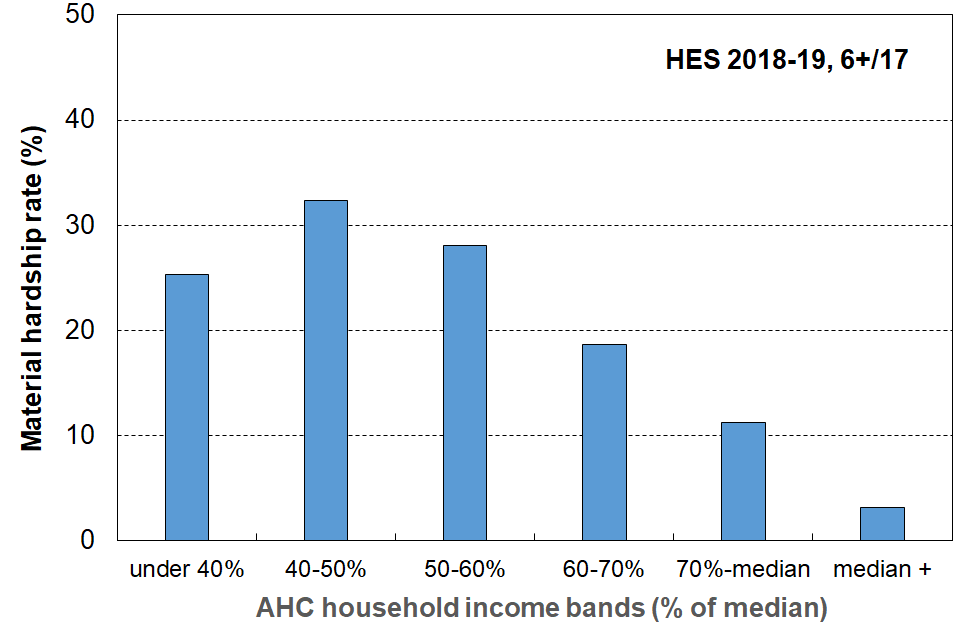 HES 2018-19, 6+/17
Material hardship rate (%)
50
40
30
20
10
0
under 40% 40-50% 50-60% 60-70% 70%-median median +
AHC household income bands (% of median)